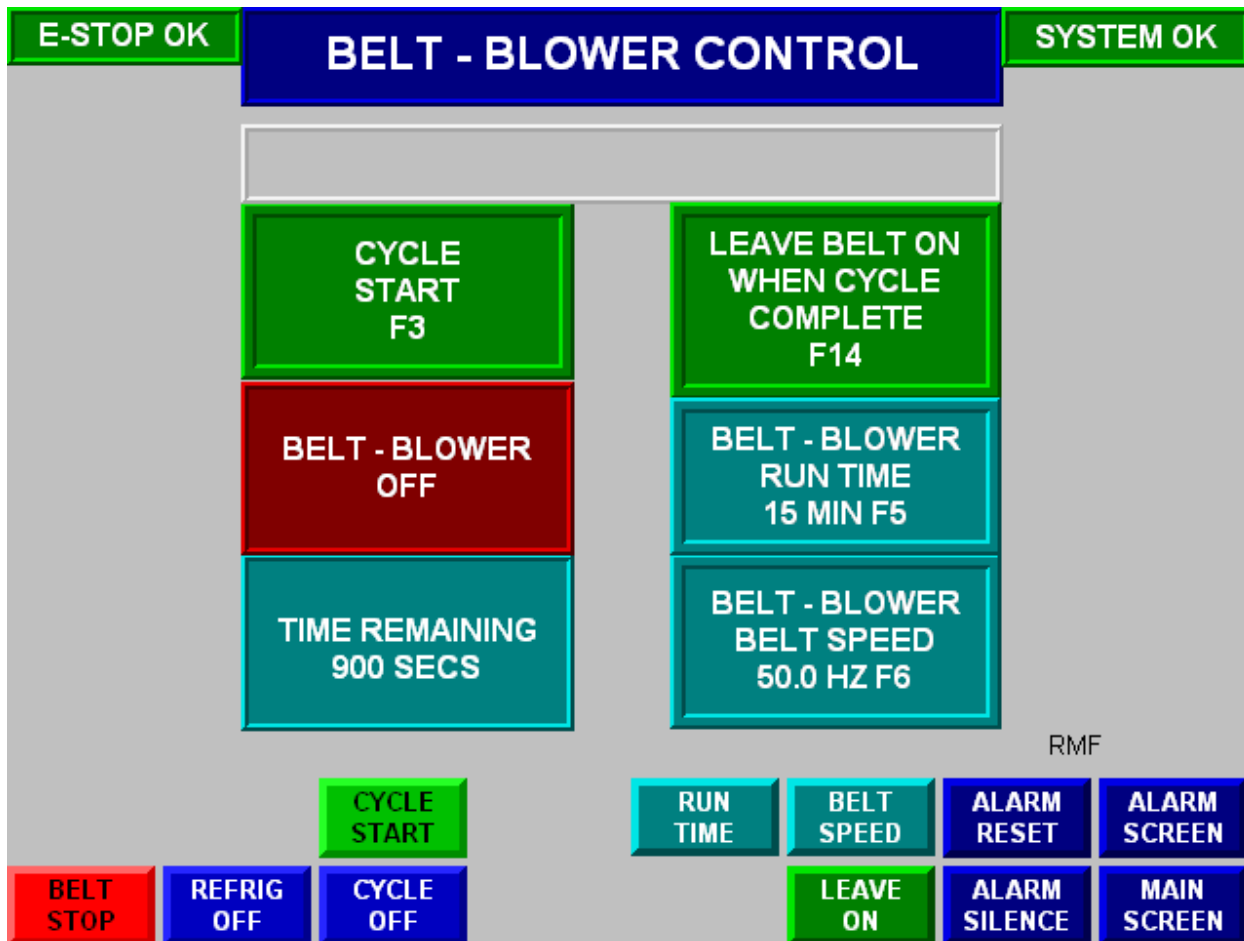 E-STOP OK
BELT - BLOWER CONTROL
SYSTEM OK
CYCLE
START
F3
LEAVE BELT ON
WHEN CYCLE
COMPLETE
F14
BELT - BLOWER
OFF
BELT - BLOWER
RUN TIME
15 MIN F5
TIME REMAINING
900 SECS
BELT - BLOWER
BELT SPEED
50.0 HZ F6
RMF
CYCLE
START
RUN
TIME
BELT
SPEED
ALARM
RESET
ALARM
SCREEN
BELT
STOP
REFRIG
OFF
CYCLE
OFF
LEAVE
ON
ALARM
SILENCE
MAIN
SCREEN